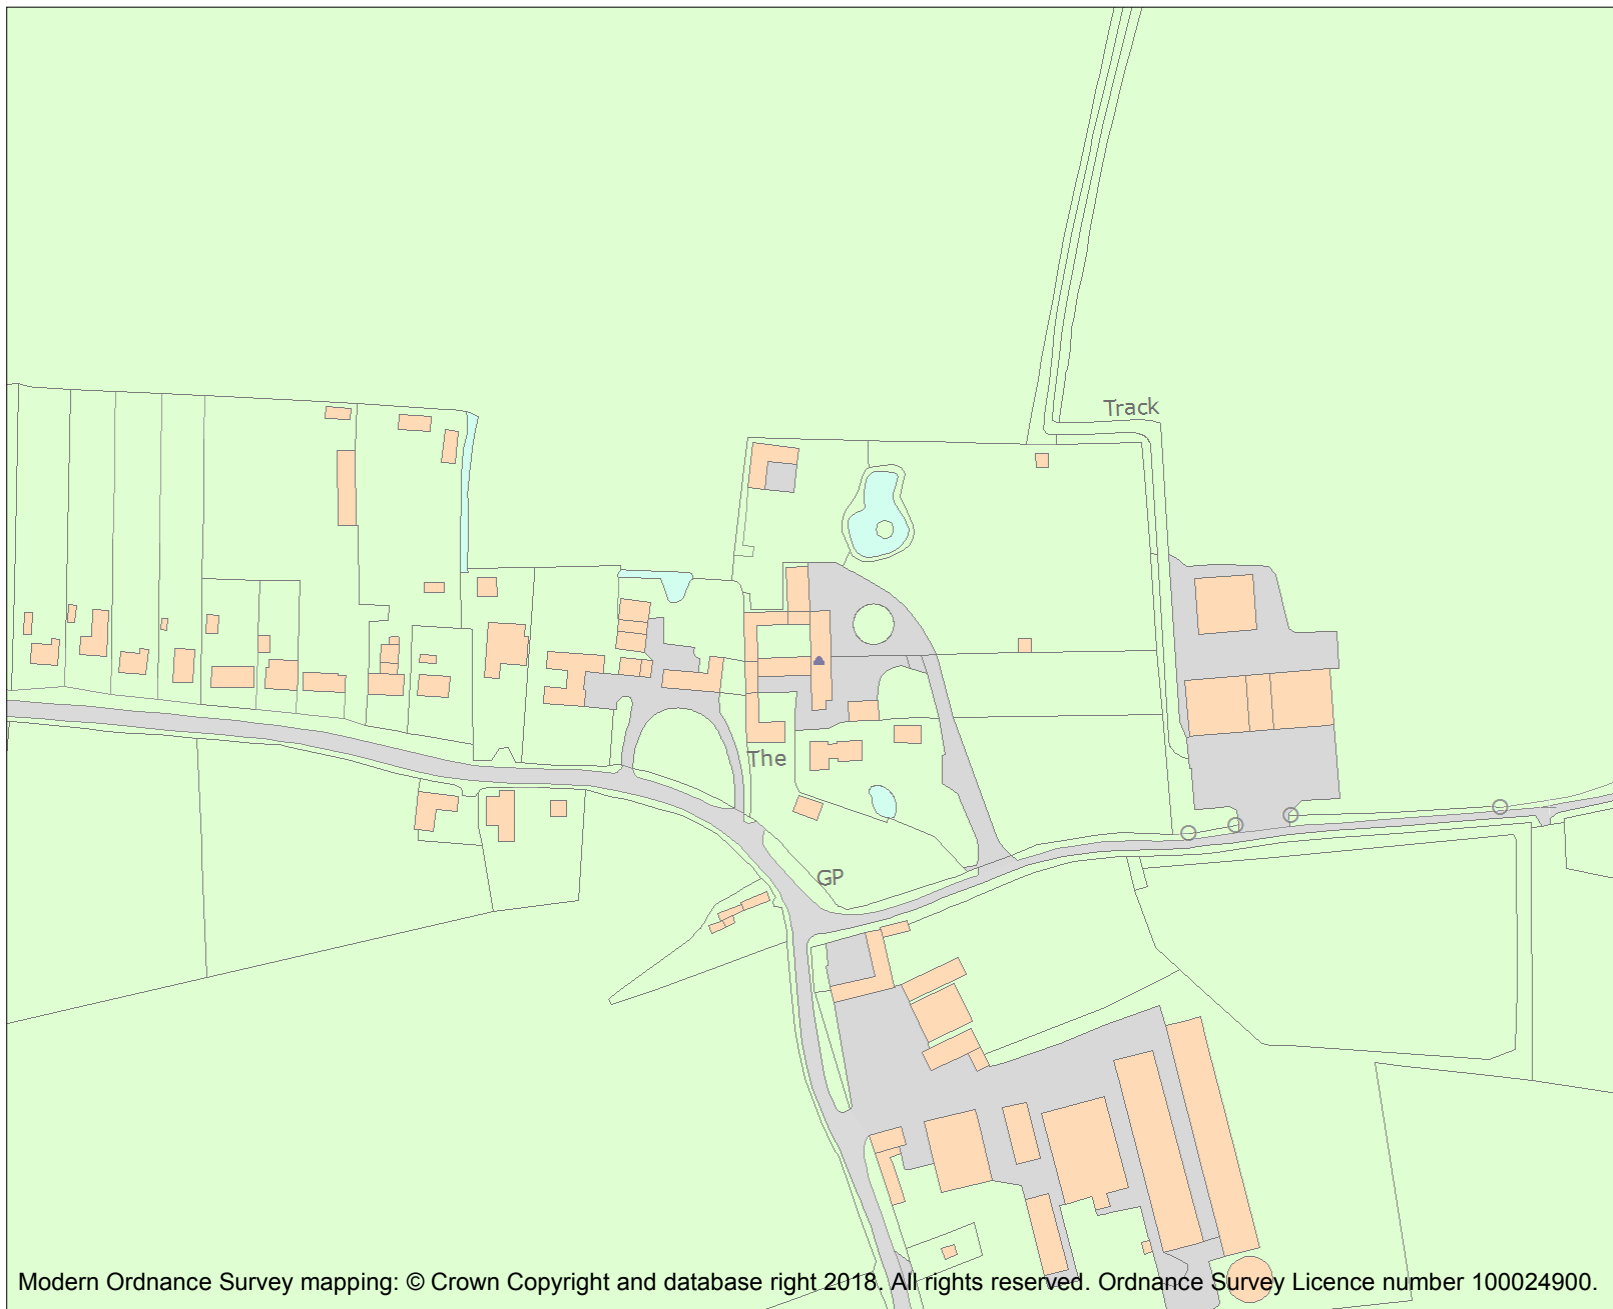 Track
The
GP
Modern Ordnance Survey mapping: © Crown Copyright and database right 2018. All rights reserved. Ordnance Survey Licence number 100024900.